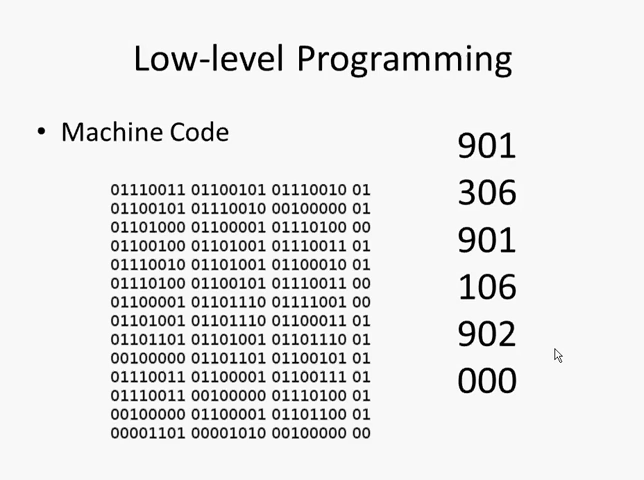 Low-level Programming
• Machine Code
01110011 01100101 01110010 01
01100101 01110010 00100000 01
01101000 01100001 01110100 00
01100100 01101001 01110011 01
01110010 01101001 01100010 01
01110100 01100101 01110011 00
01100001 01101110 01111001 00
01101001 01101110 01100011 01
01101101 01101001 01101110 01
00100000 01101101 01100101 01
01110011 01100001 01100111 01
01110011 00100000 01110100 01
00100000 01100001 01101100 01
00001101 00001010 00100000 00
901
306
901
106
902
000